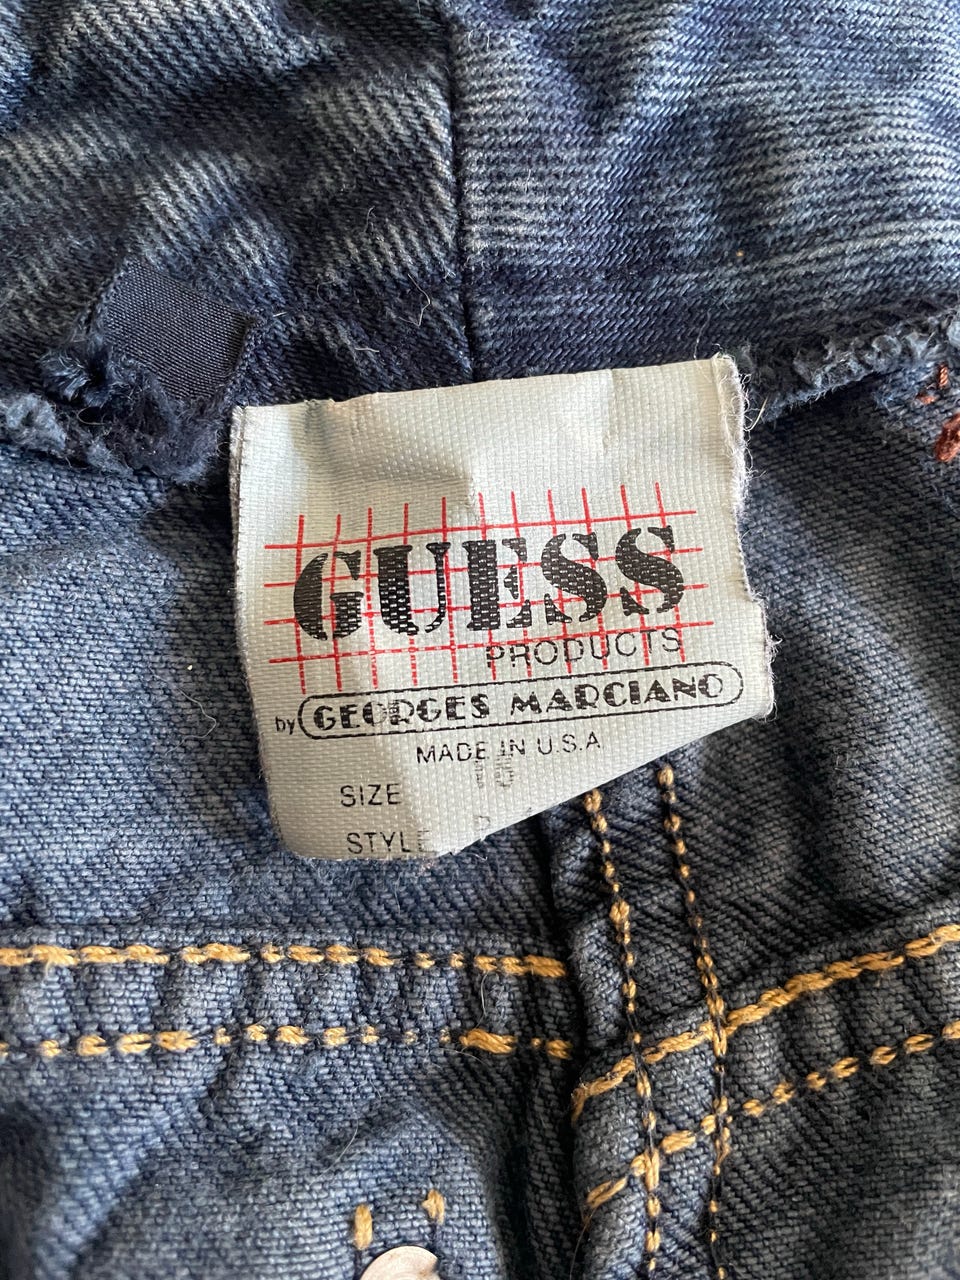 GUESS
PRODUCTS
by GEORGES MARCIANO
MADE IN U.S.A
SIZE
STYLE